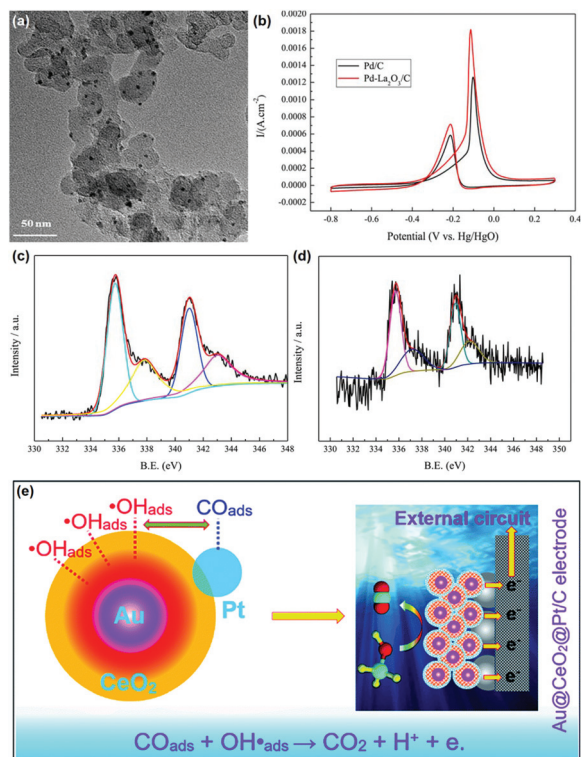 (a)
50 nm
(b)
0.0020
0.0018
0.0016
0.0014
0.0012
0.0010
0.0008
0.0006
0.0004
0.0002
0.0000
-0.0002
I/(A.cm⁻²)
Pd/C
Pd-La₂O₃/C
-0.8 -0.6 -0.4 -0.2 0.0 0.2 0.4
Potential (V vs. Hg/HgO)
(c)
Intensity / a.u.
330 332 334 336 338 340 342 344 346 348
B.E. (eV)
(d)
Intensity / a.u.
330 332 334 336 338 340 342 344 346 348 350
B.E. (eV)
(e)
•OHads
•OHads
•OHads
COads
Au
Pt
CeO₂
External circuit
e⁻
e⁻
e⁻
e⁻
Au@CeO₂@Pt/C electrode
COads + OH•ads → CO₂ + H⁺ + e.